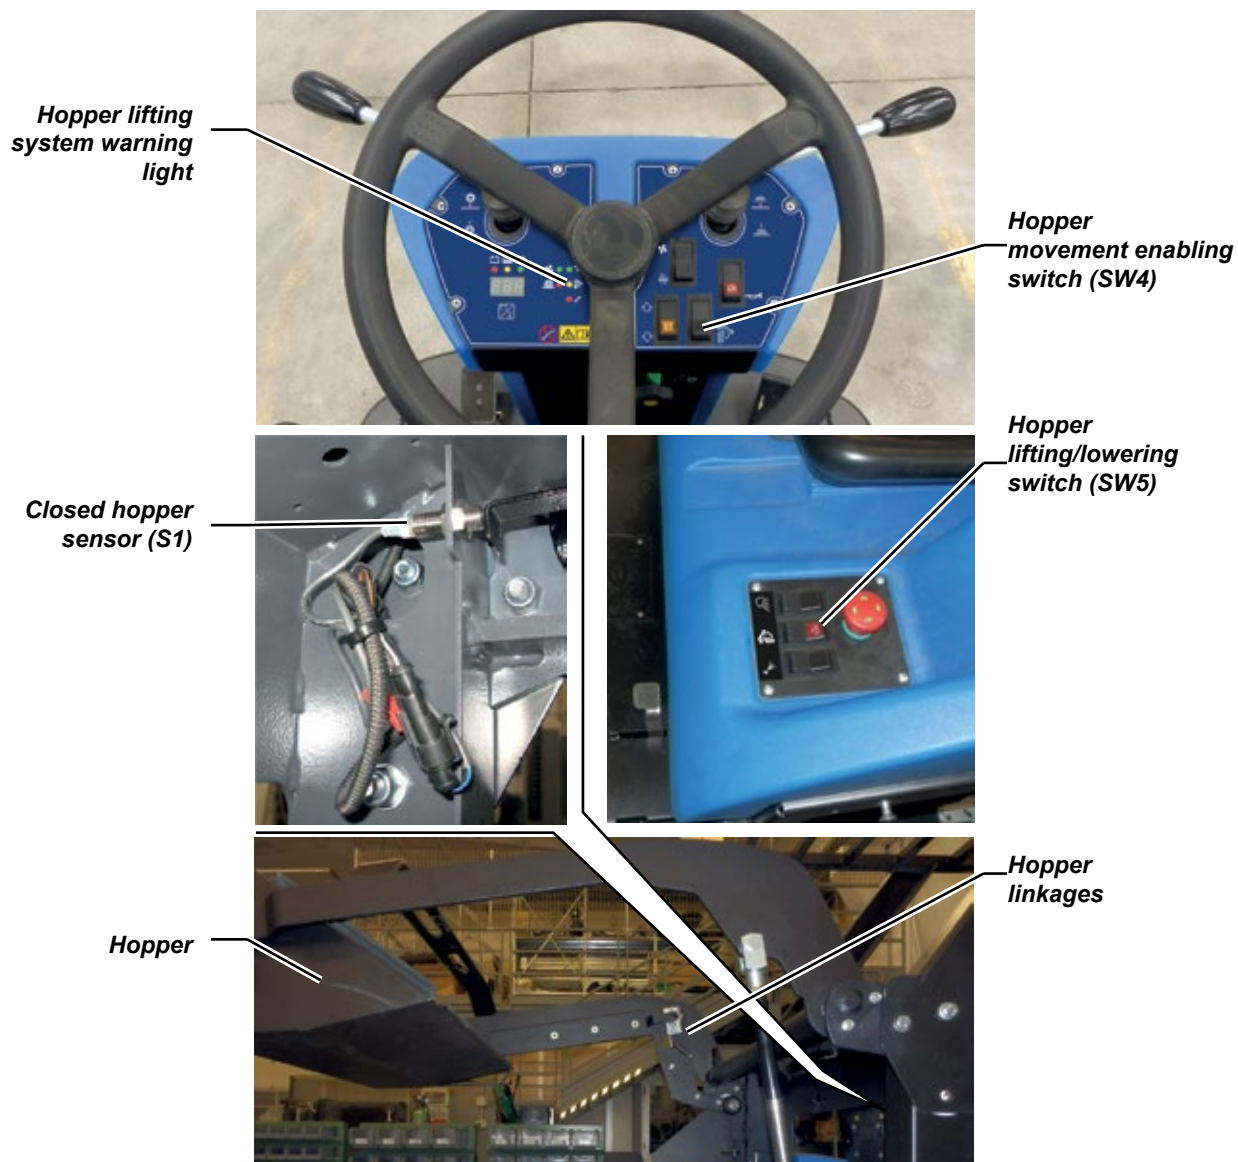 Hopper lifting
system warning
light
Hopper
movement enabling
switch (SW4)
Hopper
lifting/lowering
switch (SW5)
Closed hopper
sensor (S1)
Hopper
linkages
Hopper